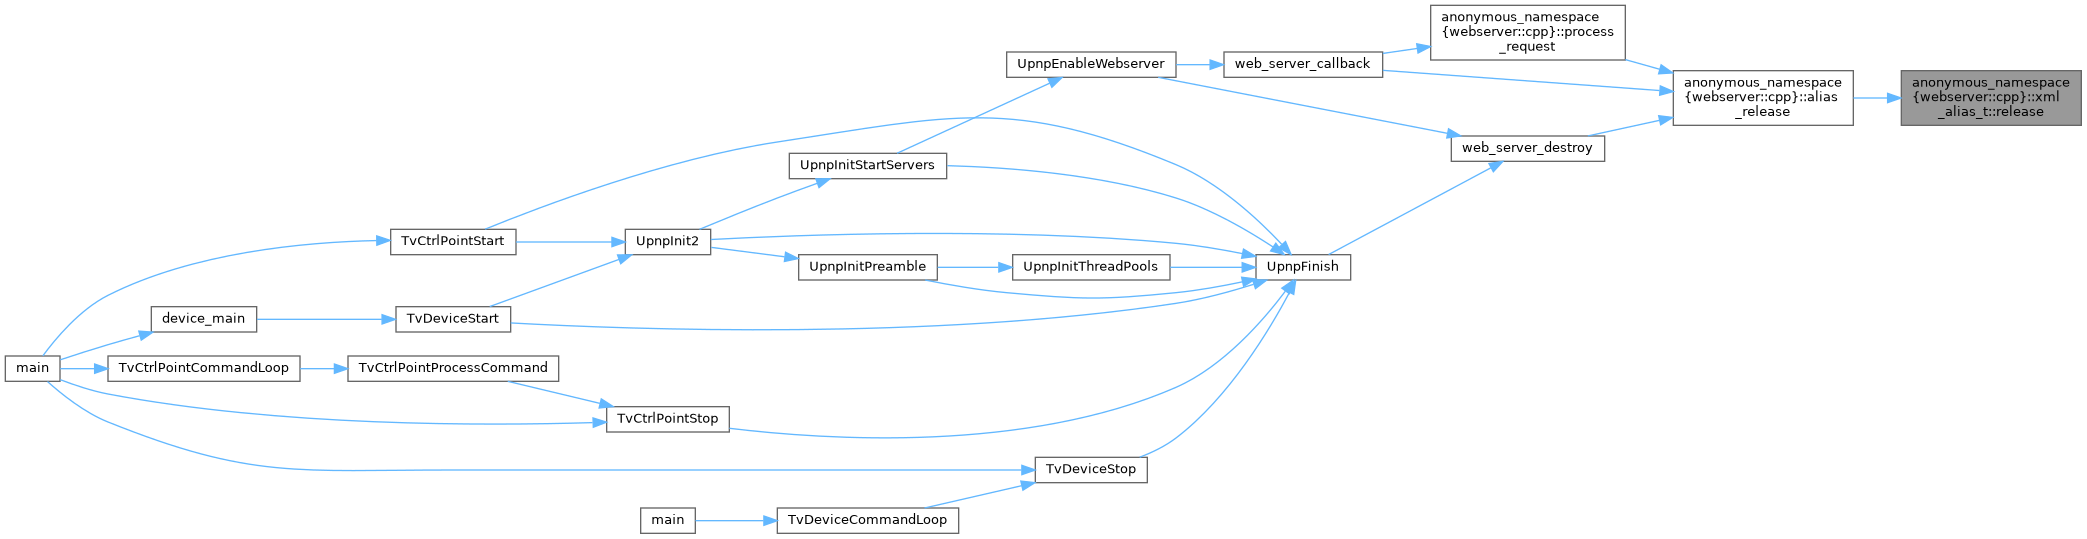 anonymous_namespace
{webserver::cpp}::process
_request
UpnpEnableWebserver
web_server_callback
anonymous_namespace
{webserver::cpp}::alias
_release
anonymous_namespace
{webserver::cpp}::xml
_alias_t::release
web_server_destroy
UpnpInitStartServers
TvCtrlPointStart
UpnpInit2
UpnpInitPreamble
UpnpInitThreadPools
UpnpFinish
device_main
TvDeviceStart
main
TvCtrlPointCommandLoop
TvCtrlPointProcessCommand
TvCtrlPointStop
TvDeviceStop
main
TvDeviceCommandLoop